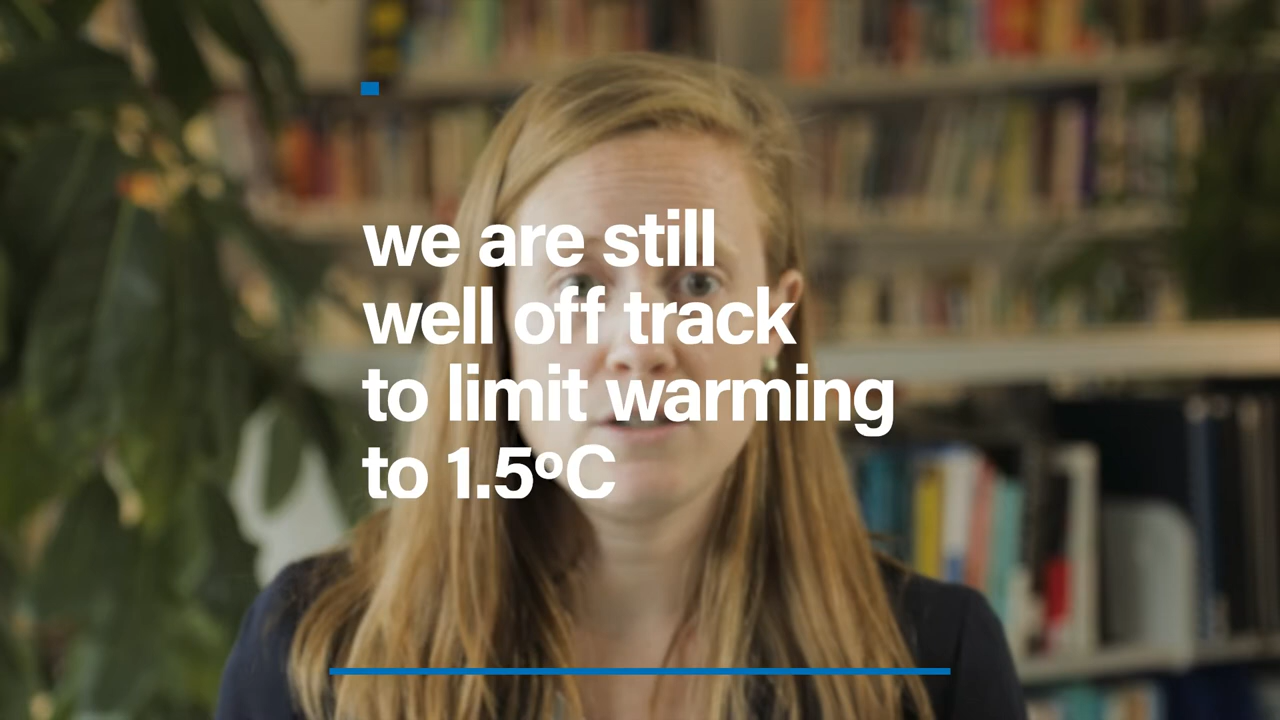 we are still
well off track
to limit warming
to 1.5ºC